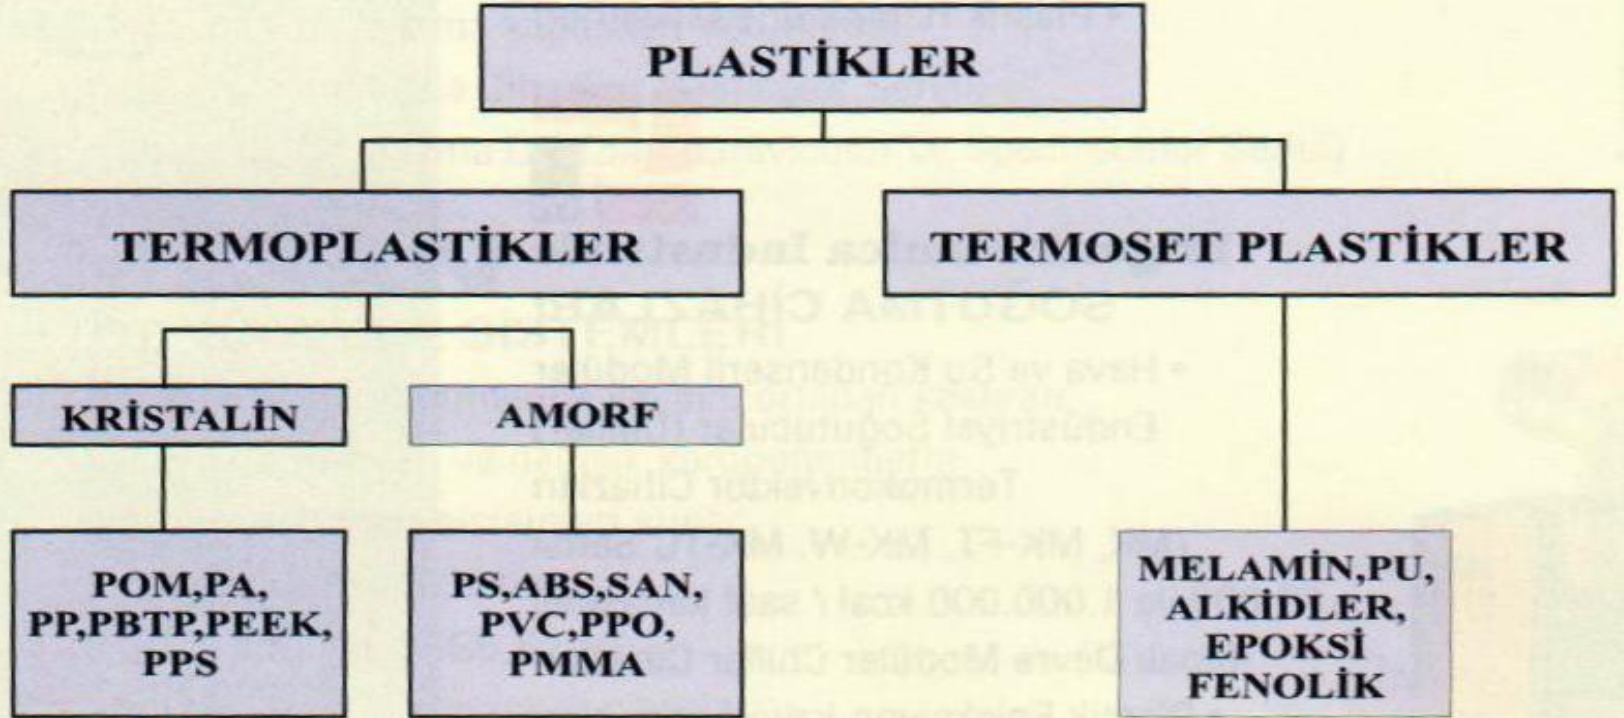 PLASTİKLER
TERMOPLASTİKLER
TERMOSET PLASTİKLER
KRİSTALİN
AMORF
POM,PA,
PP,PBTP,PEEK,
PPS
PS,ABS,SAN,
PVC,PPO,
PMMA
MELAMİN,PU,
ALKİDLER,
EPOKSİ
FENOLİK